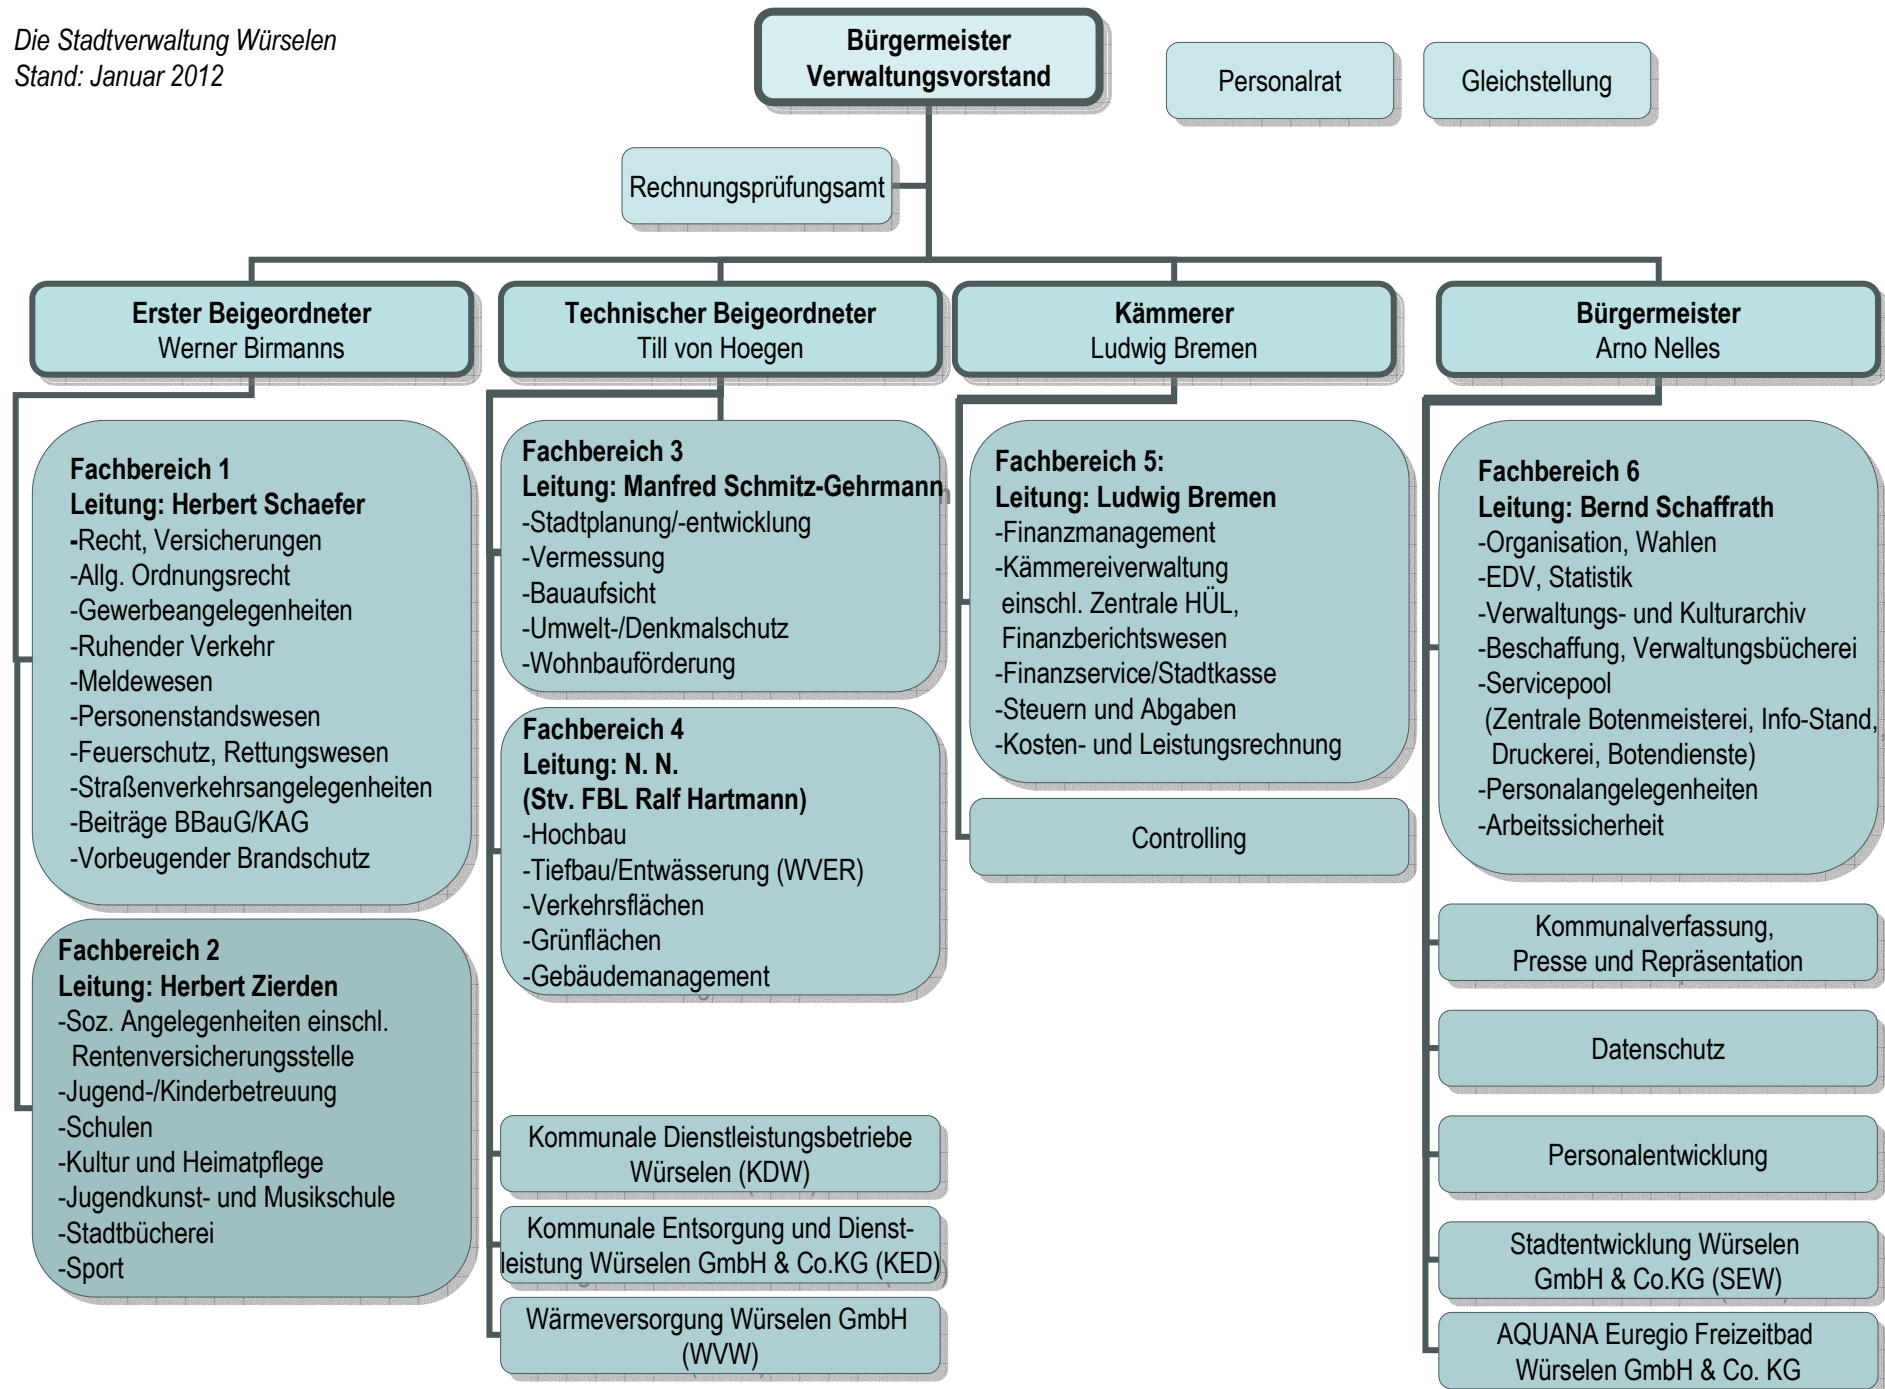 Die Stadtverwaltung Würselen
Stand: Januar 2012
Bürgermeister
Verwaltungsvorstand
Personalrat
Gleichstellung
Rechnungsprüfungsamt
Erster Beigeordneter
Werner Birmanns
Technischer Beigeordneter
Till von Hoegen
Kämmerer
Ludwig Bremen
Bürgermeister
Arno Nelles
Fachbereich 1
Leitung: Herbert Schaefer
-Recht, Versicherungen
-Allg. Ordnungsrecht
-Gewerbeangelegenheiten
-Ruhender Verkehr
-Meldewesen
-Personenstandswesen
-Feuerschutz, Rettungswesen
-Straßenverkehrsangelegenheiten
-Beiträge BBauG/KAG
-Vorbeugender Brandschutz
Fachbereich 2
Leitung: Herbert Zierden
-Soz. Angelegenheiten einschl.
Rentenversicherungsstelle
-Jugend-/Kinderbetreuung
-Schulen
-Kultur und Heimatpflege
-Jugendkunst- und Musikschule
-Stadtbücherei
-Sport
Fachbereich 3
Leitung: Manfred Schmitz-Gehrmann
-Stadtplanung/-entwicklung
-Vermessung
-Bauaufsicht
-Umwelt-/Denkmalschutz
-Wohnbauförderung
Fachbereich 4
Leitung: N. N.
(Stv. FBL Ralf Hartmann)
-Hochbau
-Tiefbau/Entwässerung (WVER)
-Verkehrsflächen
-Grünflächen
-Gebäudemanagement
Kommunale Dienstleistungsbetriebe
Würselen (KDW)
Kommunale Entsorgung und Dienst-
leistung Würselen GmbH & Co.KG (KED)
Wärmeversorgung Würselen GmbH
(WVW)
Fachbereich 5:
Leitung: Ludwig Bremen
-Finanzmanagement
-Kämmereiverwaltung
einschl. Zentrale HÜL,
Finanzberichtswesen
-Finanzservice/Stadtkasse
-Steuern und Abgaben
-Kosten- und Leistungsrechnung
Controlling
Fachbereich 6
Leitung: Bernd Schaffrath
-Organisation, Wahlen
-EDV, Statistik
-Verwaltungs- und Kulturarchiv
-Beschaffung, Verwaltungsbücherei
-Servicepool
(Zentrale Botenmeisterei, Info-Stand,
Druckerei, Botendienste)
-Personalangelegenheiten
-Arbeitssicherheit
Kommunalverfassung,
Presse und Repräsentation
Datenschutz
Personalentwicklung
Stadtentwicklung Würselen
GmbH & Co.KG (SEW)
AQUANA Euregio Freizeitbad
Würselen GmbH & Co. KG